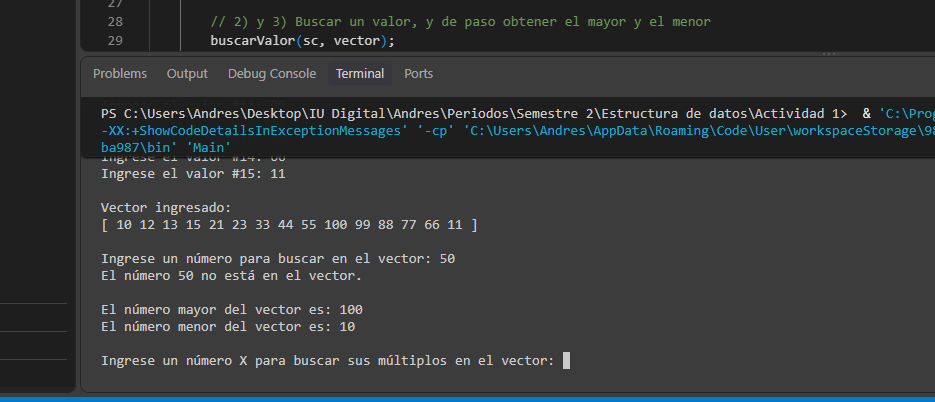 27
28 // 2) y 3) Buscar un valor, y de paso obtener el mayor y el menor
29 buscarValor(sc, vector);
Problems Output Debug Console Terminal Ports
PS C:\Users\Andres\Desktop\IU Digital\Andres\Periodos\Semestre 2\Estructura de datos\Actividad 1> & 'C:\Prog
-XX:+ShowCodeDetailsInExceptionMessages' '-cp' 'C:\Users\Andres\AppData\Roaming\Code\User\workspaceStorage\98
ba987\bin' 'Main'
Ingrese el valor #14: 66
Ingrese el valor #15: 11
Vector ingresado:
[ 10 12 13 15 21 23 33 44 55 100 99 88 77 66 11 ]
Ingrese un número para buscar en el vector: 50
El número 50 no está en el vector.
El número mayor del vector es: 100
El número menor del vector es: 10
Ingrese un número X para buscar sus múltiplos en el vector: